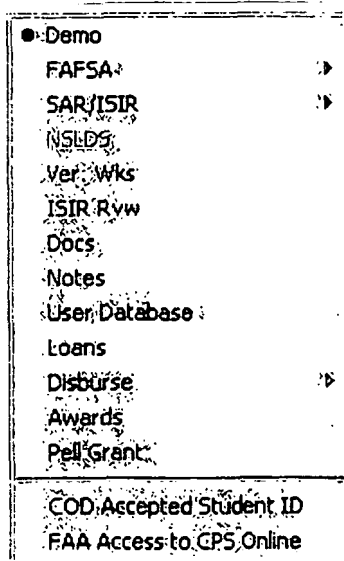 Demo
FAFSA
SAR/ISIR
NSLDS
Ver. Wks
ISIR Rvw
Docs
Notes
User Database
Loans
Disburse
Awards
Pell Grant
COD Accepted Student ID
FAA Access to CPS Online